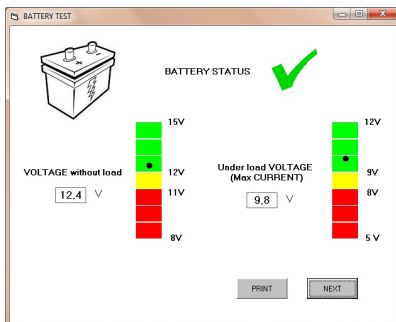 BATTERY TEST
BATTERY STATUS
15V
12V
VOLTAGE without load
12V
Under load VOLTAGE
(Max CURRENT)
9V
12,4 V
11V
9,8 V
8V
8V
5 V
PRINT
NEXT